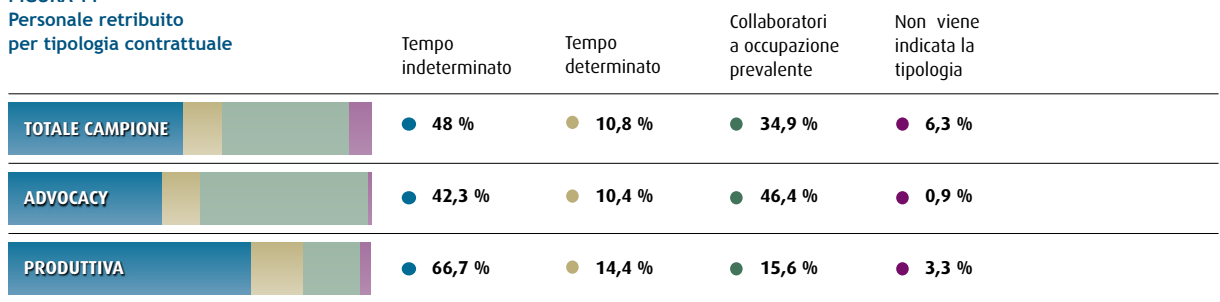 Personale retribuito
per tipologia contrattuale
Tempo
indeterminato
Tempo
determinato
Collaboratori
a occupazione
prevalente
Non viene
indicata la
tipologia
TOTALE CAMPIONE 48 % 10,8 % 34,9 % 6,3 %
ADVOCACY 42,3 % 10,4 % 46,4 % 0,9 %
PRODUTTIVA 66,7 % 14,4 % 15,6 % 3,3 %